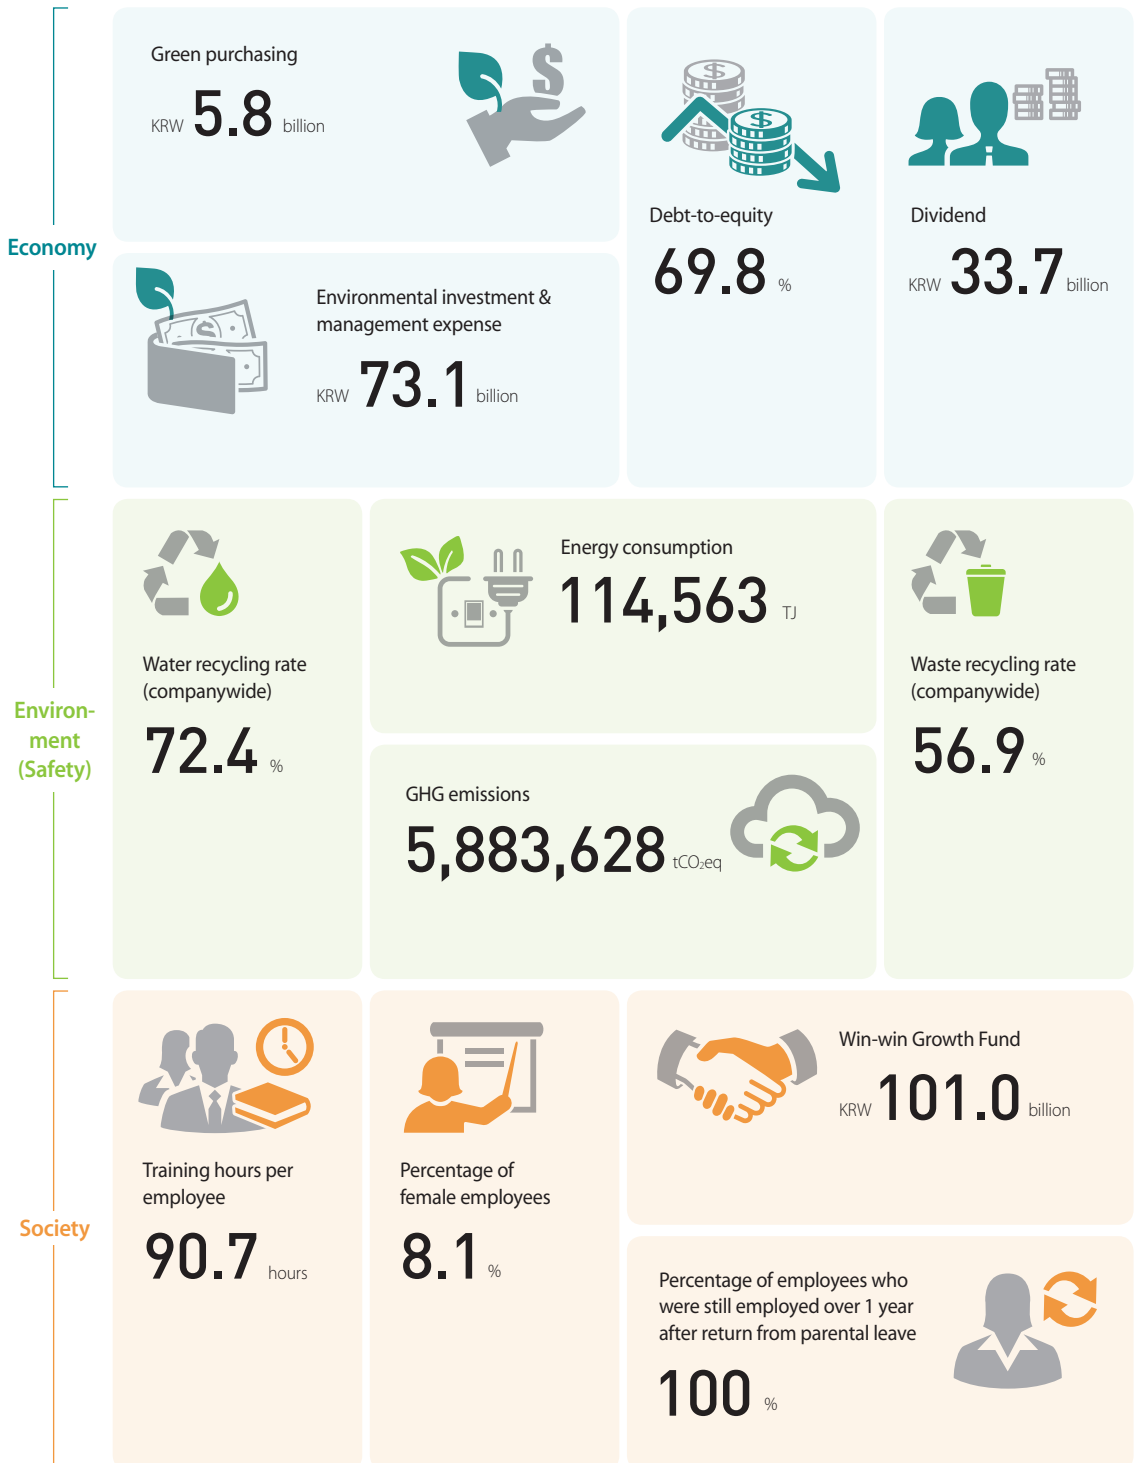 Economy
Green purchasing
KRW 5.8 billion
Environmental investment &
management expense
KRW 73.1 billion
Debt-to-equity
69.8 %
Dividend
KRW 33.7 billion
Environ-
ment
(Safety)
Water recycling rate
(companywide)
72.4 %
Energy consumption
114,563 TJ
GHG emissions
5,883,628 tCO₂eq
Waste recycling rate
(companywide)
56.9 %
Society
Training hours per
employee
90.7 hours
Percentage of
female employees
8.1 %
Win-win Growth Fund
KRW 101.0 billion
Percentage of employees who
were still employed over 1 year
after return from parental leave
100 %